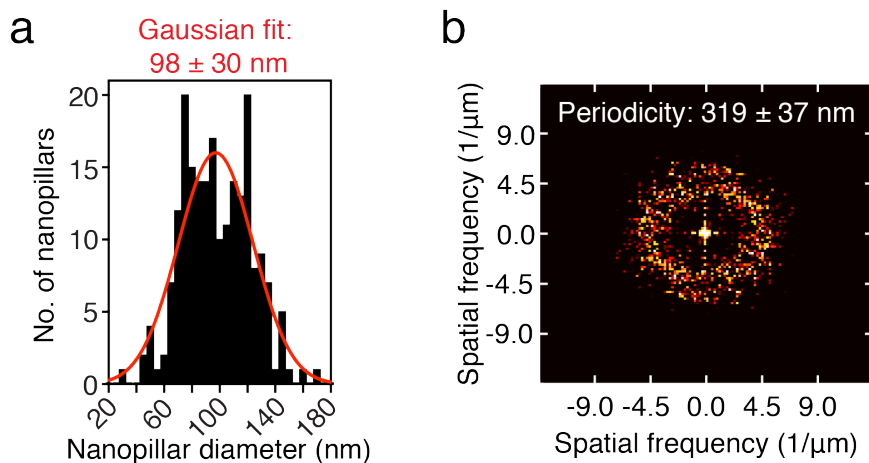 a
Gaussian fit:
98 ± 30 nm
No. of nanopillars
20
15
10
5
0
20 60 100 140 180
Nanopillar diameter (nm)
b
Periodicity: 319 ± 37 nm
Spatial frequency (1/μm)
9.0
4.5
0.0
-4.5
-9.0
-9.0 -4.5 0.0 4.5 9.0
Spatial frequency (1/μm)